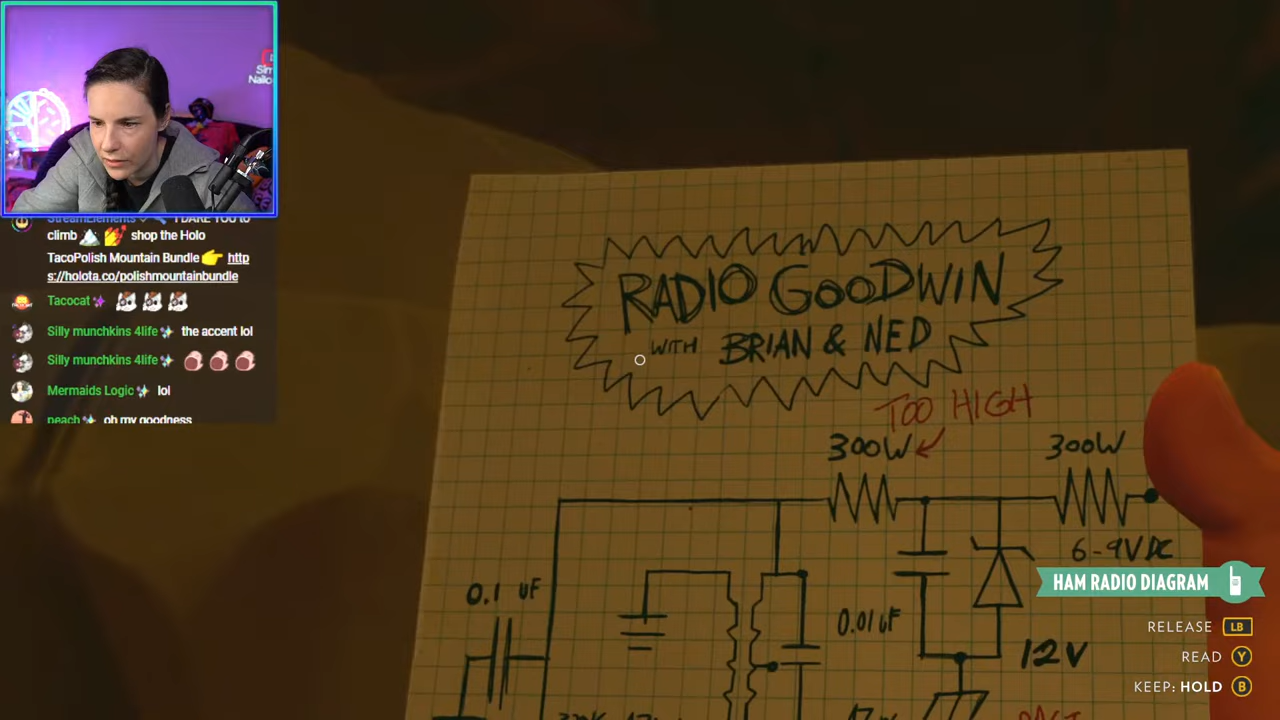 StreamElements
I DARE YOU to
climb shop the Holo
TacoPolish Mountain Bundle http
s://holota.co/polishmountainbundle
Tacocat
Silly munchkins 4life the accent lol
Silly munchkins 4life
Mermaids Logic lol
peach oh my goodness
RADIO GOODWIN
WITH BRIAN & NED
TOO HIGH
300W 300W
6-9V DC
0.1 UF
0.01 UF
12V
HAM RADIO DIAGRAM
RELEASE LB
READ Y
KEEP: HOLD B